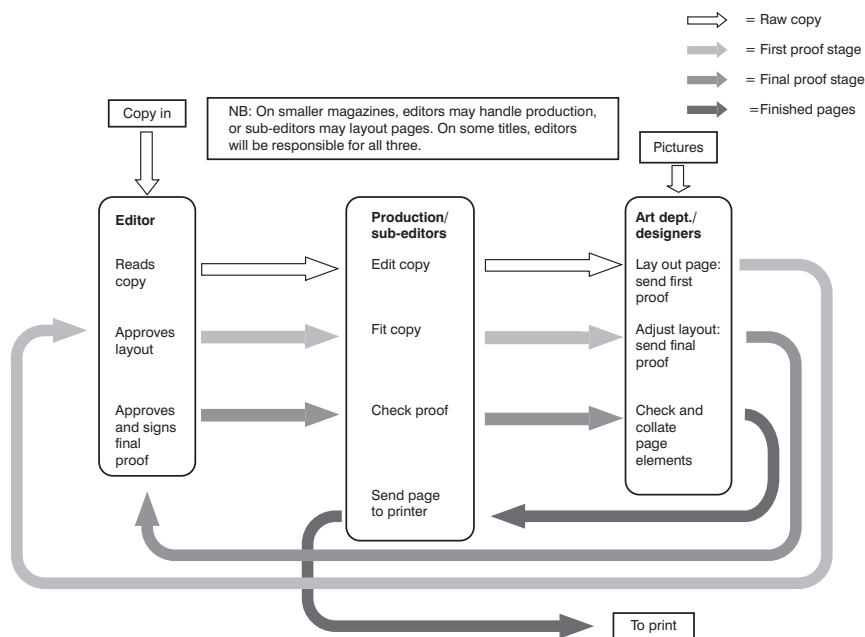 = Raw copy
= First proof stage
= Final proof stage
=Finished pages
Copy in
NB: On smaller magazines, editors may handle production,
or sub-editors may layout pages. On some titles, editors
will be responsible for all three.
Pictures
Editor
Reads
copy
Approves
layout
Approves
and signs
final
proof
Production/
sub-editors
Edit copy
Fit copy
Check proof
Send page
to printer
Art dept./
designers
Lay out page:
send first
proof
Adjust layout:
send final
proof
Check and
collate
page
elements
To print